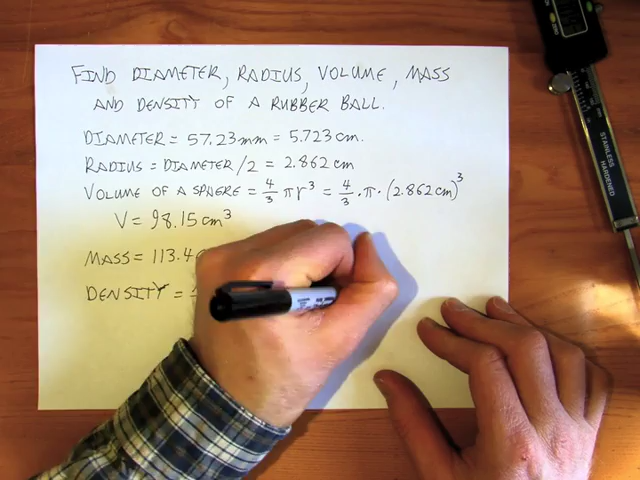 FIND DIAMETER, RADIUS, VOLUME, MASS
AND DENSITY OF A RUBBER BALL.
DIAMETER = 57.23mm = 5.723 cm.
RADIUS = DIAMETER/2 = 2.862 cm
VOLUME OF A SPHERE = 4/3 πr³ = 4/3 · π · (2.862 cm)³
V = 98.15 cm³
MASS = 113.4
DENSITY =
STAINLESS
HARDENED